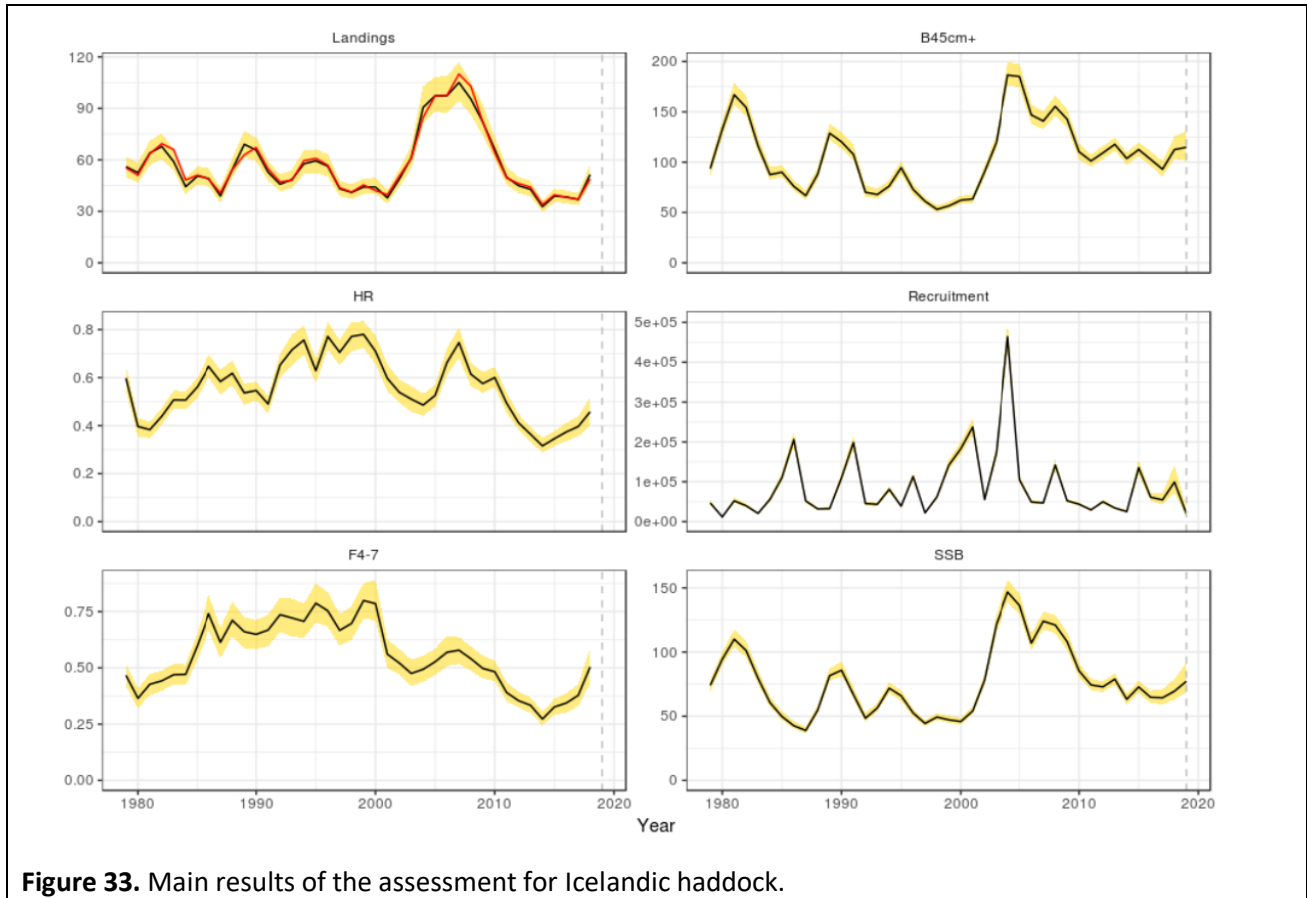 Landings
120
90
60
30
0
B45cm+
200
150
100
50
0
HR
0.8
0.6
0.4
0.2
0.0
Recruitment
5e+05
4e+05
3e+05
2e+05
1e+05
0e+00
F4-7
0.75
0.50
0.25
0.00
1980 1990 2000 2010 2020
SSB
150
100
50
0
1980 1990 2000 2010 2020
Year
Figure 33. Main results of the assessment for Icelandic haddock.